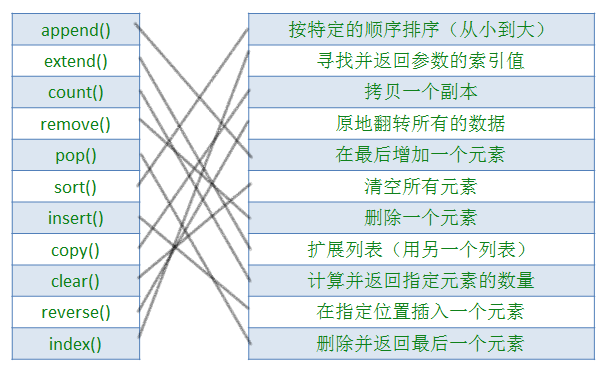 append() 按特定的顺序排序（从小到大）
extend() 寻找并返回参数的索引值
count() 拷贝一个副本
remove() 原地翻转所有的数据
pop() 在最后增加一个元素
sort() 清空所有元素
insert() 删除一个元素
copy() 扩展列表（用另一个列表）
clear() 计算并返回指定元素的数量
reverse() 在指定位置插入一个元素
index() 删除并返回最后一个元素